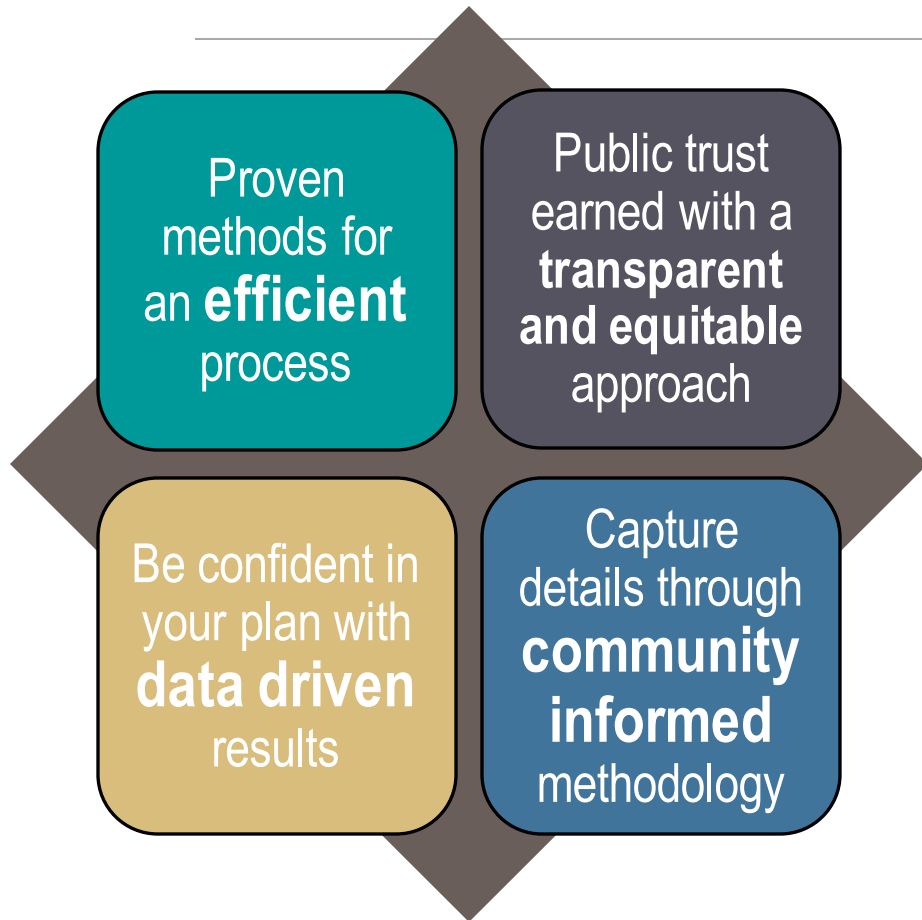 Proven
methods for
an efficient
process
Public trust
earned with a
transparent
and equitable
approach
Be confident in
your plan with
data driven
results
Capture
details through
community
informed
methodology